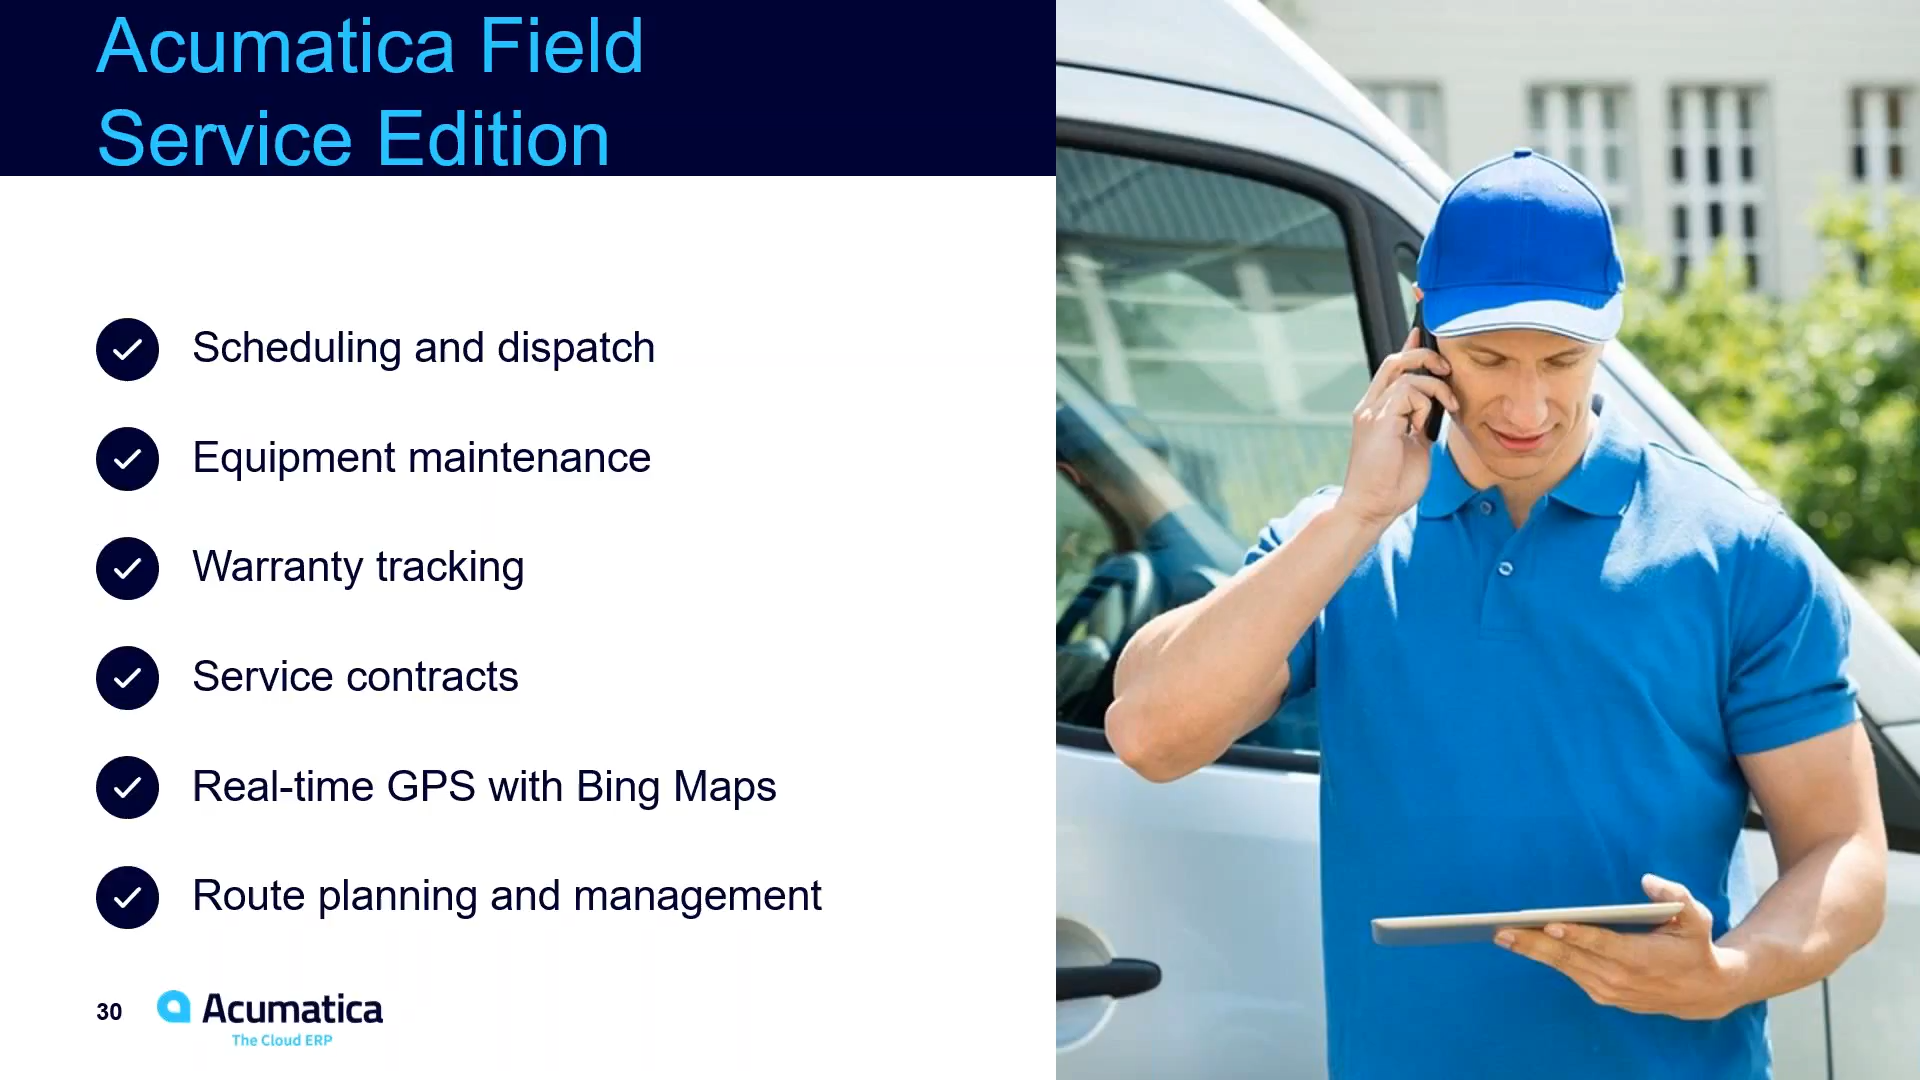 Acumatica Field
Service Edition
Scheduling and dispatch
Equipment maintenance
Warranty tracking
Service contracts
Real-time GPS with Bing Maps
Route planning and management
30
Acumatica
The Cloud ERP